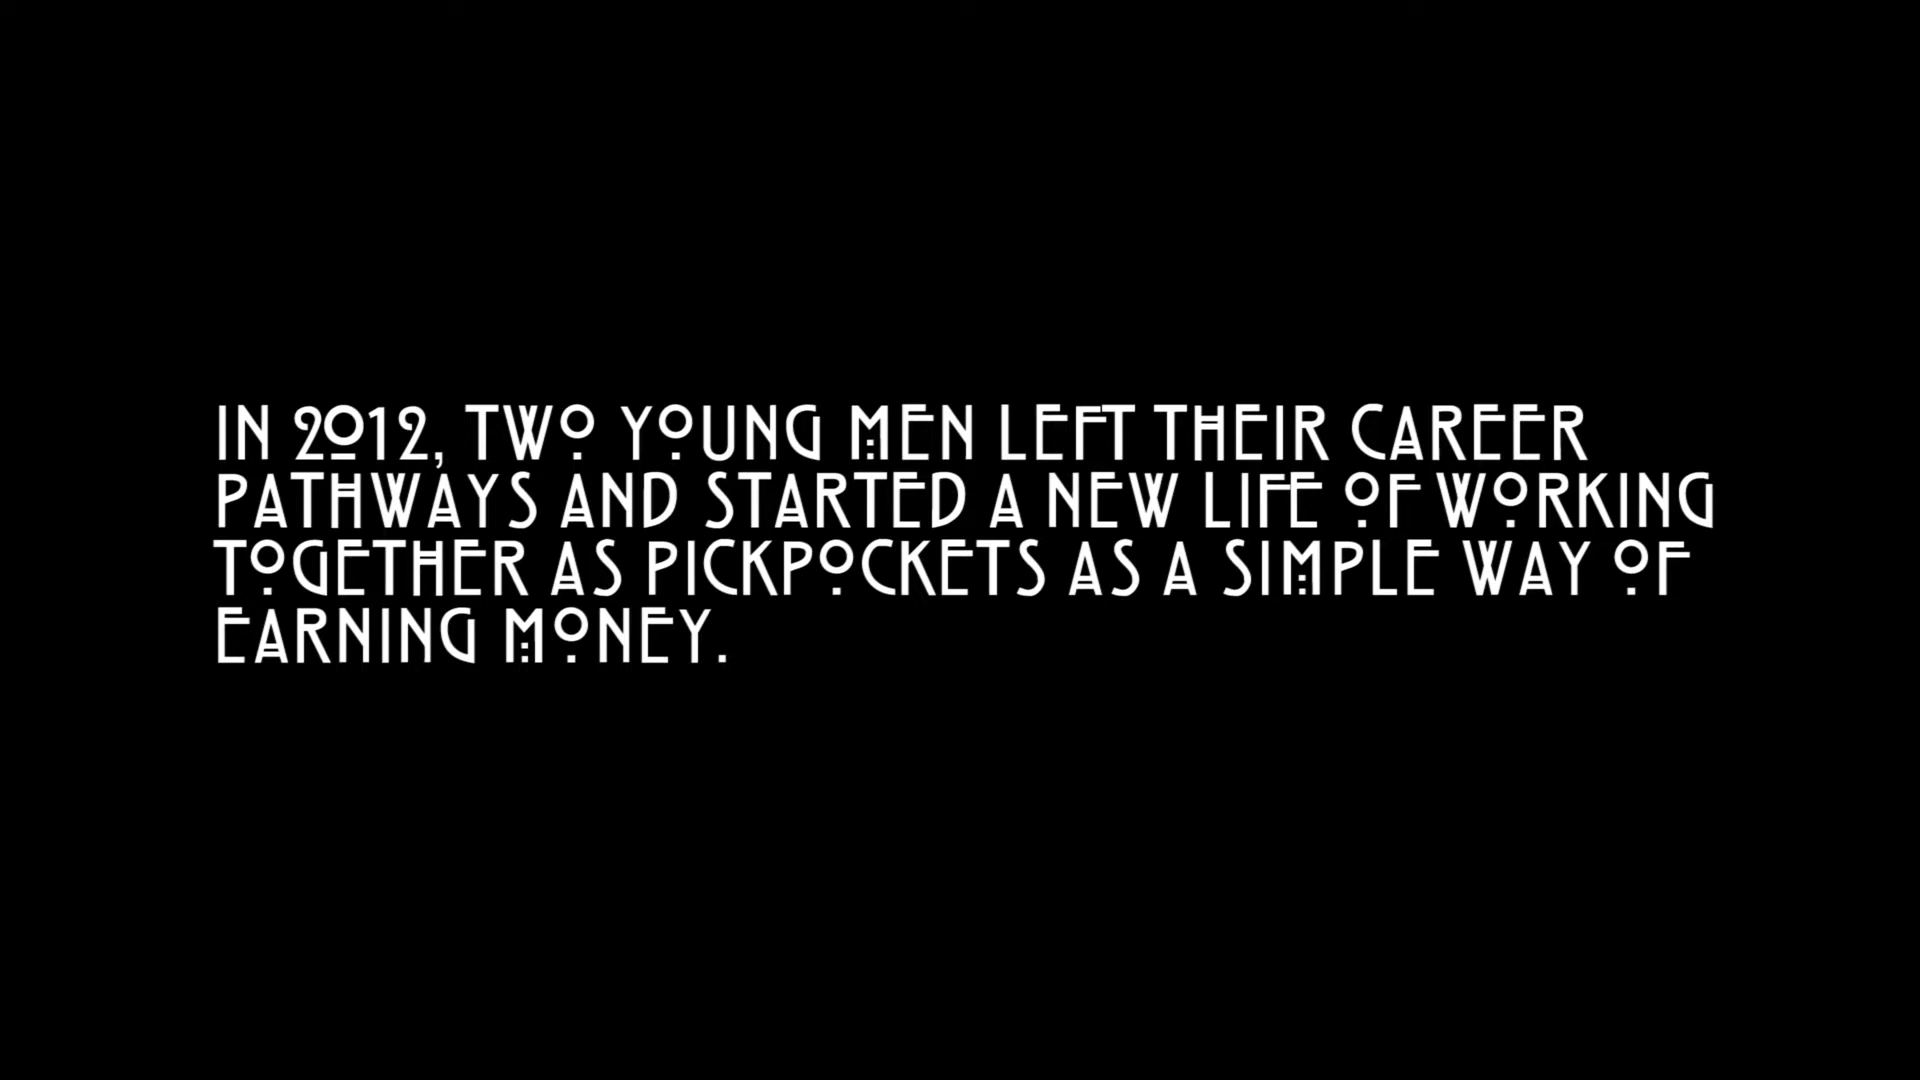 IN 2012, TWO YOUNG MEN LEFT THEIR CAREER
PATHWAYS AND STARTED A NEW LIFE OF WORKING
TOGETHER AS PICKPOCKETS AS A SIMPLE WAY OF
EARNING MONEY.